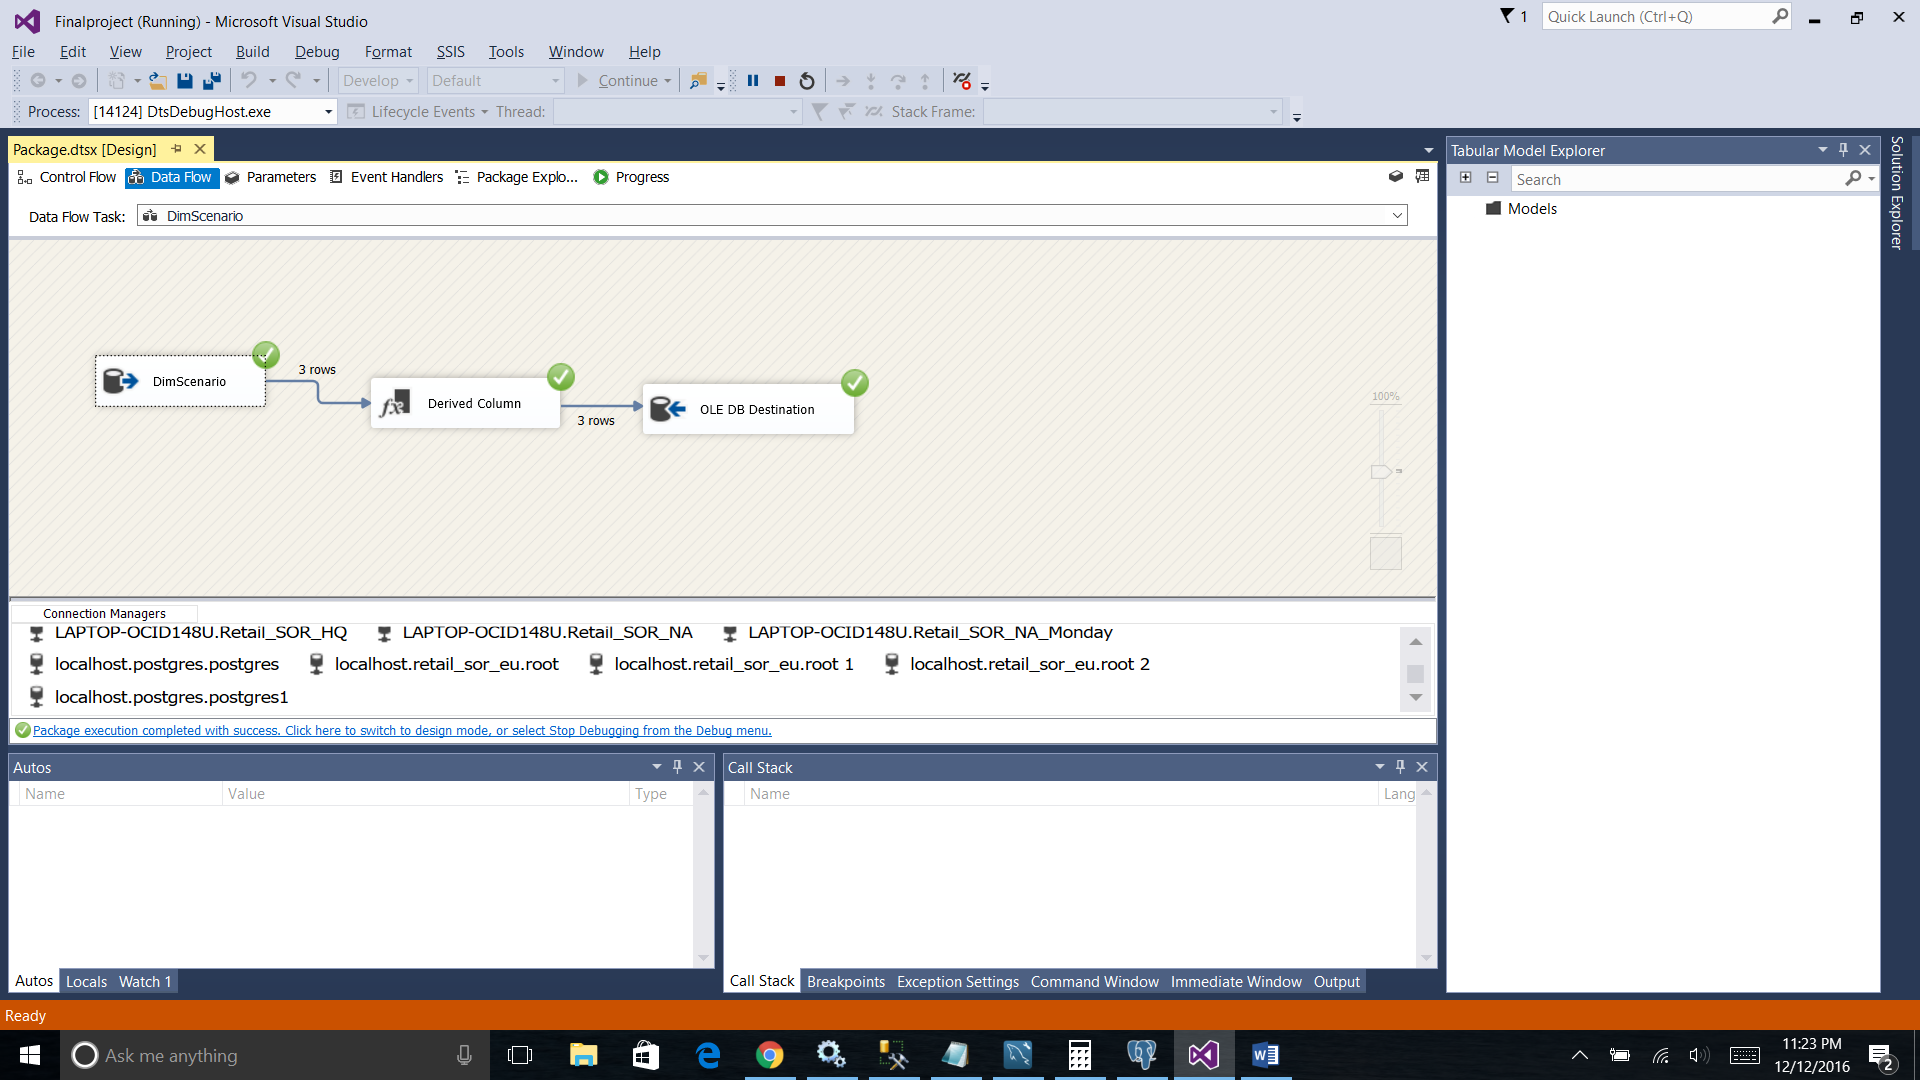 Finalproject (Running) - Microsoft Visual Studio
1
Quick Launch (Ctrl+Q)
File Edit View Project Build Debug Format SSIS Tools Window Help
Develop Default Continue
Process: [14124] DtsDebugHost.exe Lifecycle Events Thread: Stack Frame:
Package.dtsx [Design]
Control Flow Data Flow Parameters Event Handlers Package Explo... Progress
Data Flow Task: DimScenario
DimScenario
3 rows
Derived Column
3 rows
OLE DB Destination
100%
Connection Managers
LAPTOP-OCID148U.Retail_SOR_HQ LAPTOP-OCID148U.Retail_SOR_NA LAPTOP-OCID148U.Retail_SOR_NA_Monday
localhost.postgres.postgres localhost.retail_sor_eu.root localhost.retail_sor_eu.root 1 localhost.retail_sor_eu.root 2
localhost.postgres.postgres1
Package execution completed with success. Click here to switch to design mode, or select Stop Debugging from the Debug menu.
Autos
Name Value Type
Autos Locals Watch 1
Call Stack
Name Lang
Call Stack Breakpoints Exception Settings Command Window Immediate Window Output
Tabular Model Explorer
Search
Models
Solution Explorer
Ready
Ask me anything
11:23 PM
12/12/2016
2